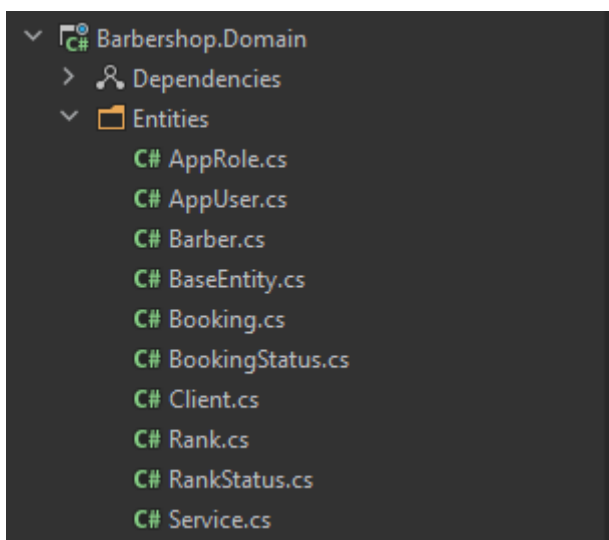 C# Barbershop.Domain
Dependencies
Entities
C# AppRole.cs
C# AppUser.cs
C# Barber.cs
C# BaseEntity.cs
C# Booking.cs
C# BookingStatus.cs
C# Client.cs
C# Rank.cs
C# RankStatus.cs
C# Service.cs